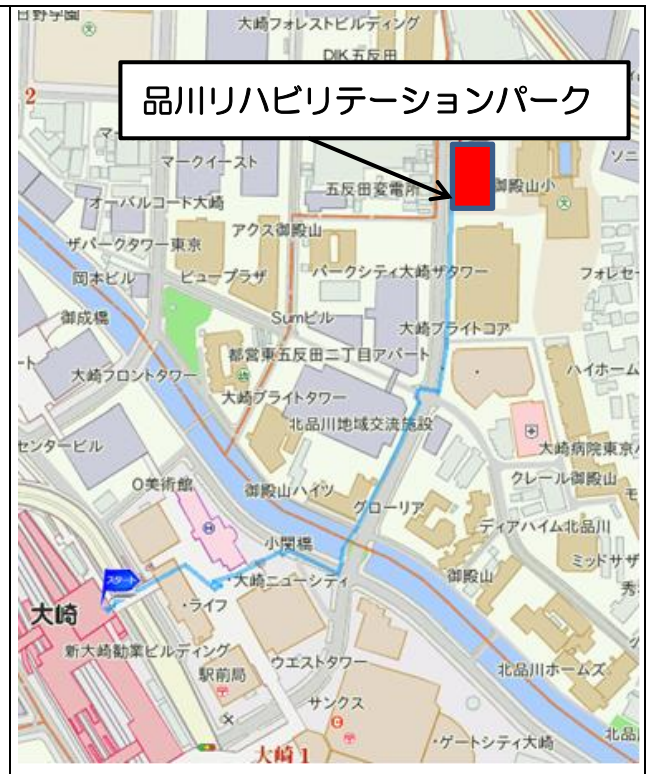 日野学園
大崎フォレストビルディング
DIK五反田
品川リハビリテーションパーク
2
マークイースト
五反田変電所
御殿山小
ソニ
オーバルコート大崎
アクス御殿山
ザパークタワー東京
岡本ビル
ビュープラザ
パークシティ大崎ザタワー
フォレセー
御成橋
Sumビル
大崎ブライトコア
都営東五反田二丁目アパート
大崎フロントタワー
ハイホーム
大崎ブライトタワー
北品川地域交流施設
センタービル
大崎病院東京ハ
O美術館
御殿山ハイツ
クレール御殿山
モ
グローリア
ディアハイム北品川
小関橋
ミッドサザ
スタート
大崎ニューシティ
御殿山
秀
大崎
・ライフ
新大崎勧業ビルディング
ウエストタワー
駅前局
北品川ホームズ
サンクス
北品
大崎1
・ゲートシティ大崎